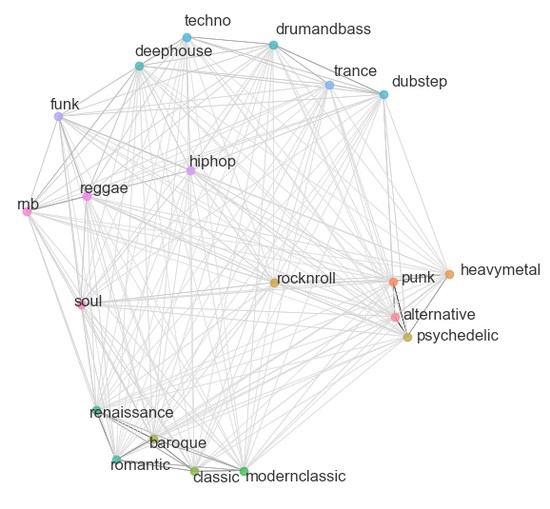 techno
drumandbass
deephouse
trance
dubstep
funk
hiphop
reggae
rnb
heavymetal
punk
rocknroll
soul
alternative
psychedelic
renaissance
baroque
romantic
classic
modernclassic